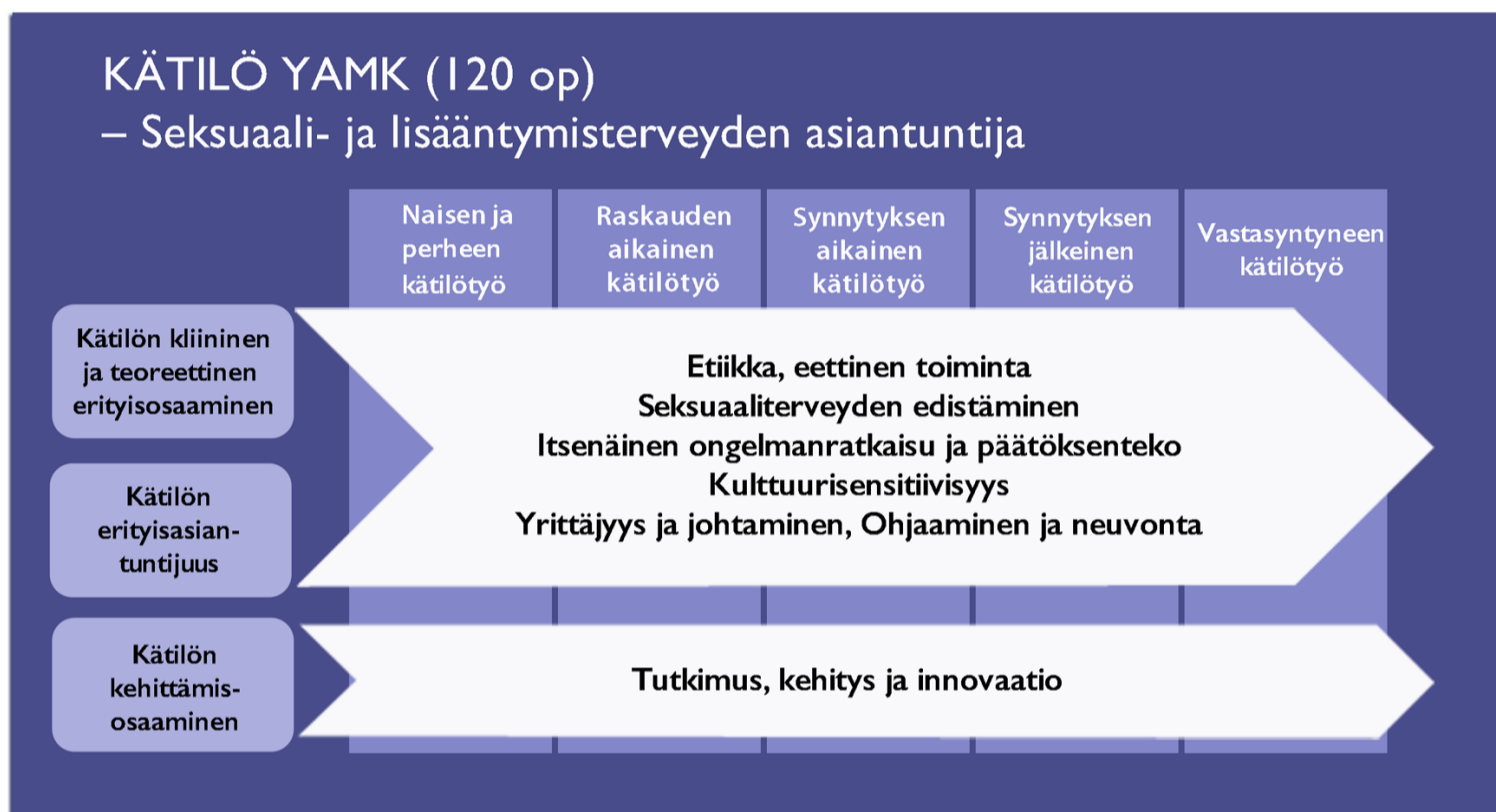 KÄTILÖ YAMK (120 op)
– Seksuaali- ja lisääntymisterveyden asiantuntija
Naisen ja
perheen
kätilötyö
Raskauden
aikainen
kätilötyö
Synnytyksen
aikainen
kätilötyö
Synnytyksen
jälkeinen
kätilötyö
Vastasyntyneen
kätilötyö
Kätilön kliininen
ja teoreettinen
erityisosaaminen
Kätilön
erityisasian-
tuntijuus
Etiikka, eettinen toiminta
Seksuaaliterveyden edistäminen
Itsenäinen ongelmanratkaisu ja päätöksenteko
Kulttuurisensitiivisyys
Yrittäjyys ja johtaminen, Ohjaaminen ja neuvonta
Kätilön
kehittämis-
osaaminen
Tutkimus, kehitys ja innovaatio